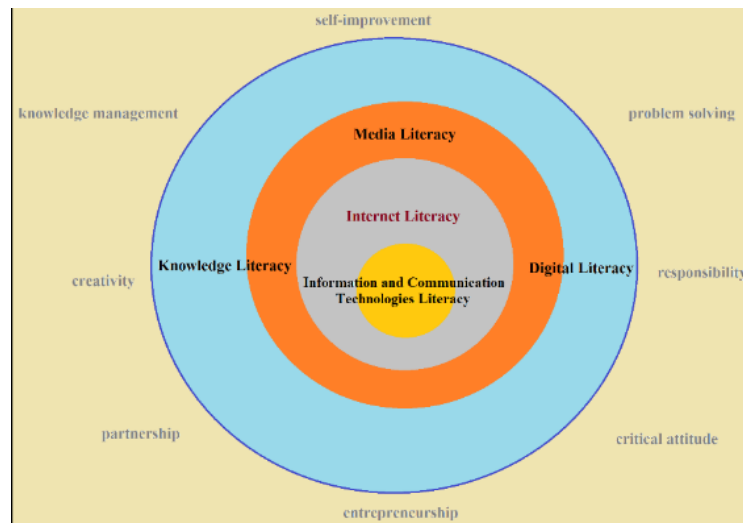 self-improvement
knowledge management
problem solving
Media Literacy
Internet Literacy
Knowledge Literacy
Digital Literacy
creativity
responsibility
Information and Communication
Technologies Literacy
partnership
critical attitude
entrepreneurship